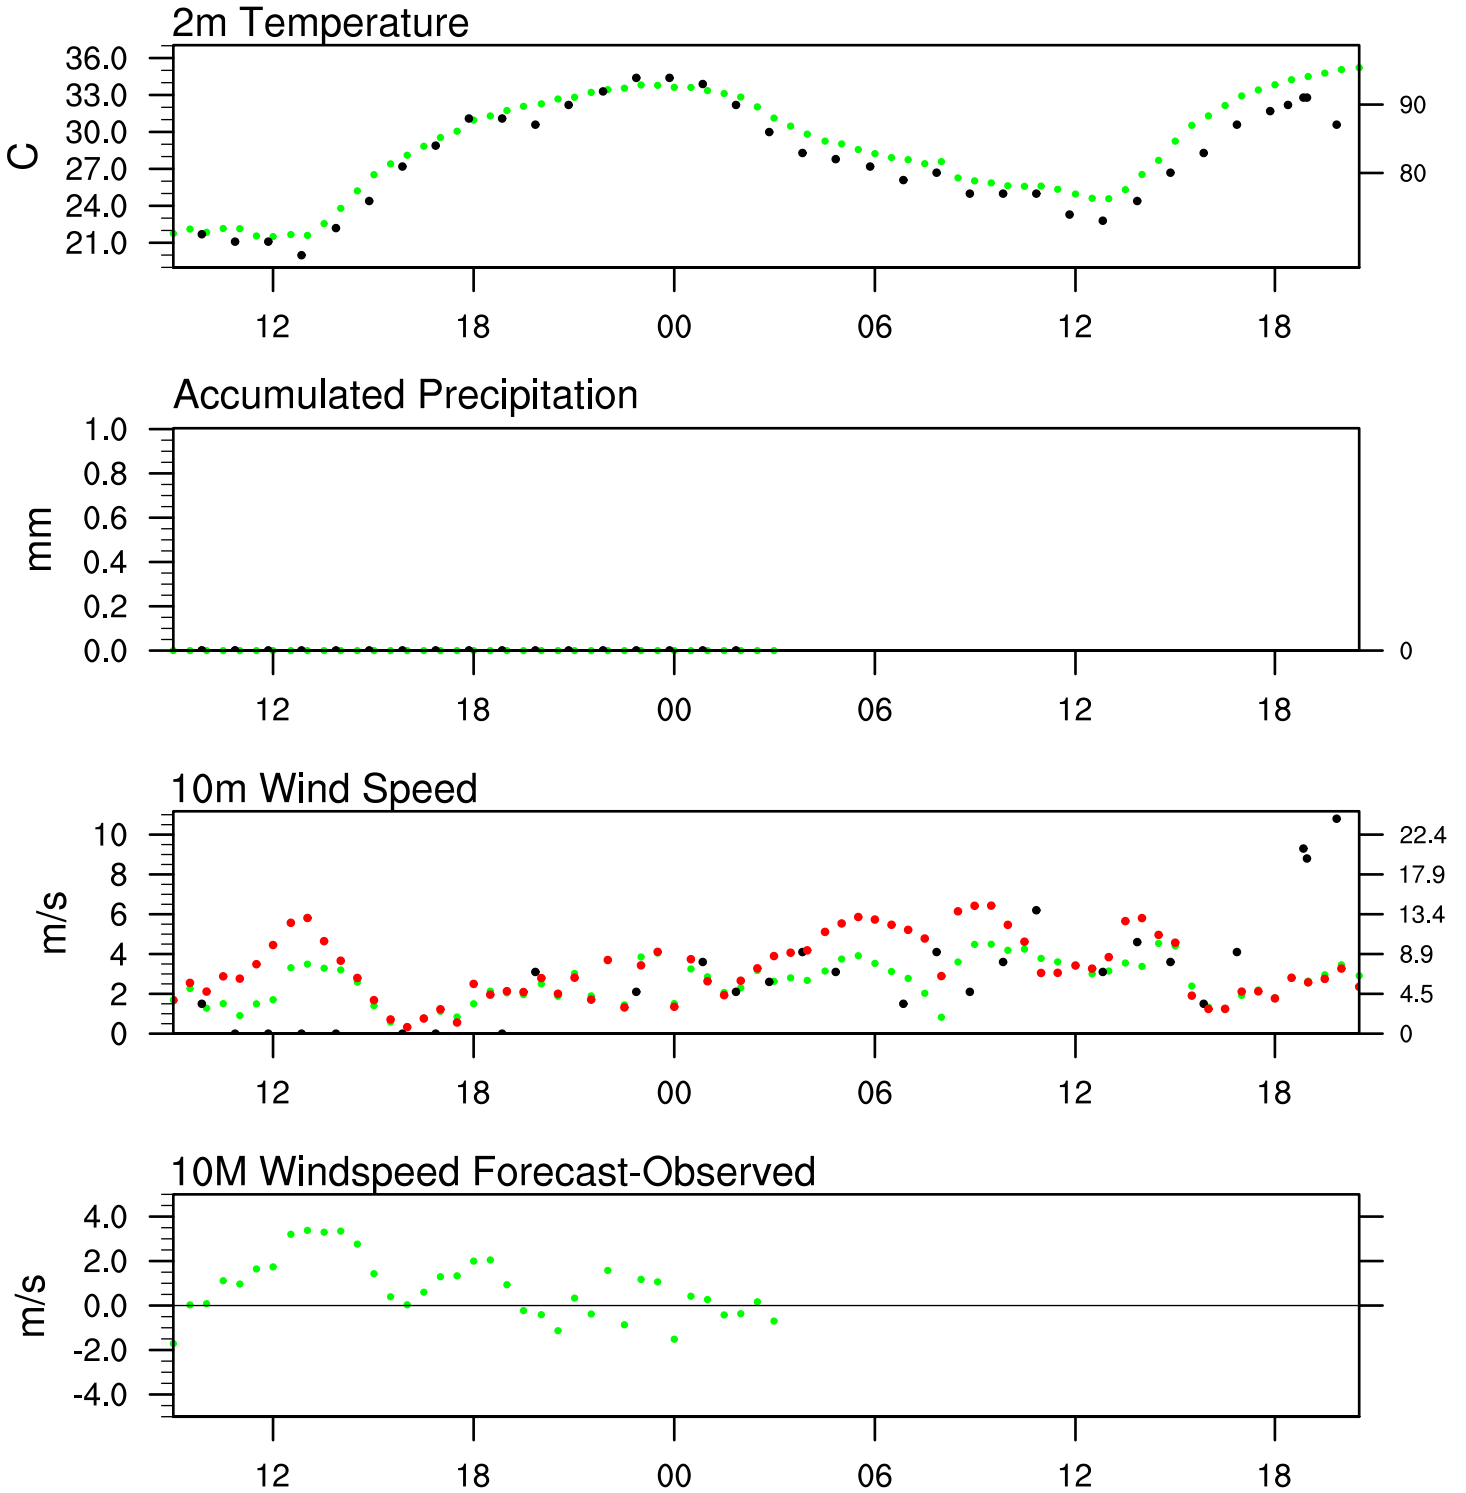 2m Temperature
36.0
33.0
30.0
27.0
24.0
21.0
C
90
80
12 18 00 06 12 18
Accumulated Precipitation
1.0
0.8
0.6
0.4
0.2
0.0
mm
0
12 18 00 06 12 18
10m Wind Speed
10
8
6
4
2
0
m/s
22.4
17.9
13.4
8.9
4.5
0
12 18 00 06 12 18
10M Windspeed Forecast-Observed
4.0
2.0
0.0
-2.0
-4.0
m/s
12 18 00 06 12 18